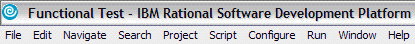 Functional Test - IBM Rational Software Development Platform
File Edit Navigate Search Project Script Configure Run Window Help